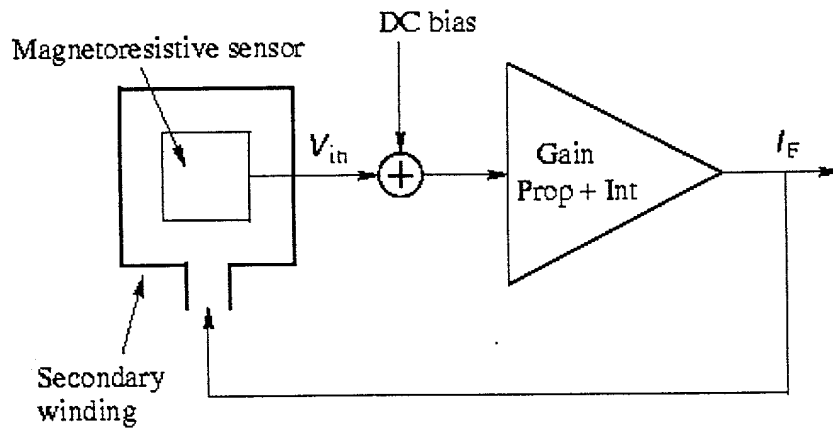 DC bias
Magnetoresistive sensor
V_in
+
Gain
Prop + Int
I_F
Secondary
winding